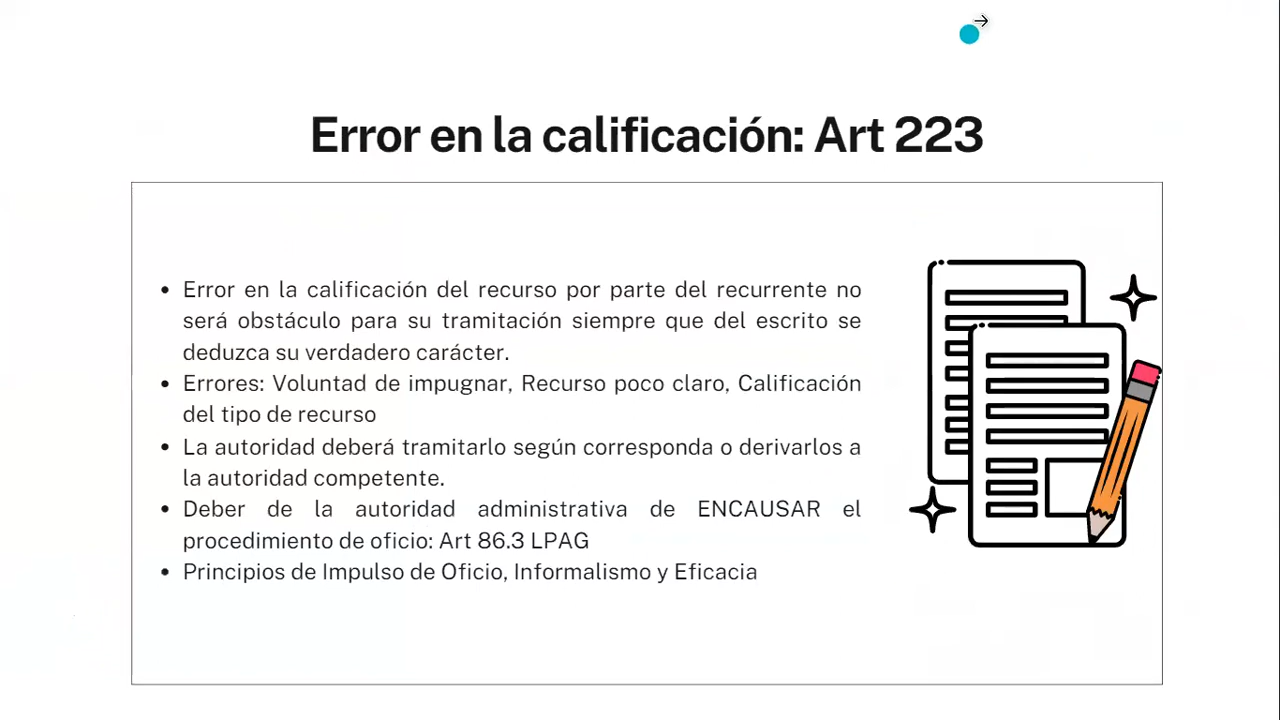 Error en la calificación: Art 223
• Error en la calificación del recurso por parte del recurrente no
será obstáculo para su tramitación siempre que del escrito se
deduzca su verdadero carácter.
• Errores: Voluntad de impugnar, Recurso poco claro, Calificación
del tipo de recurso
• La autoridad deberá tramitarlo según corresponda o derivarlos a
la autoridad competente.
• Deber de la autoridad administrativa de ENCAUSAR el
procedimiento de oficio: Art 86.3 LPAG
• Principios de Impulso de Oficio, Informalismo y Eficacia